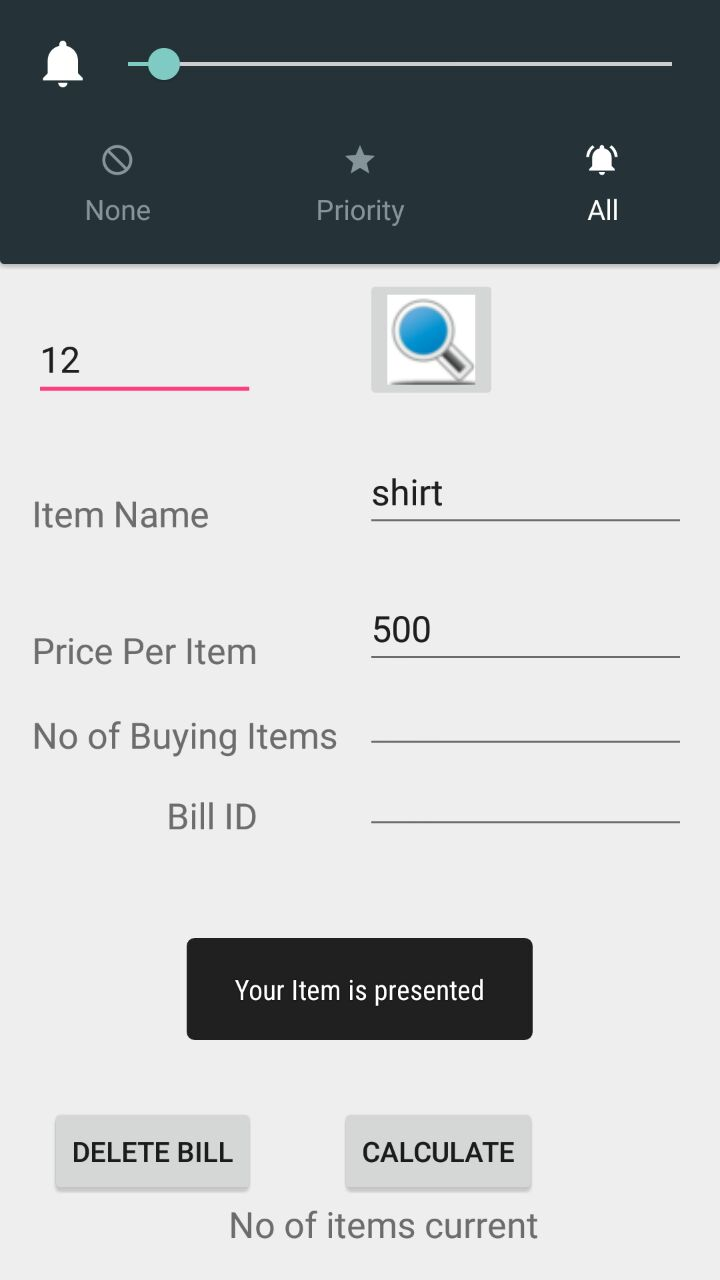 None
Priority
All
12
Item Name
shirt
Price Per Item
500
No of Buying Items
Bill ID
Your Item is presented
DELETE BILL
CALCULATE
No of items current